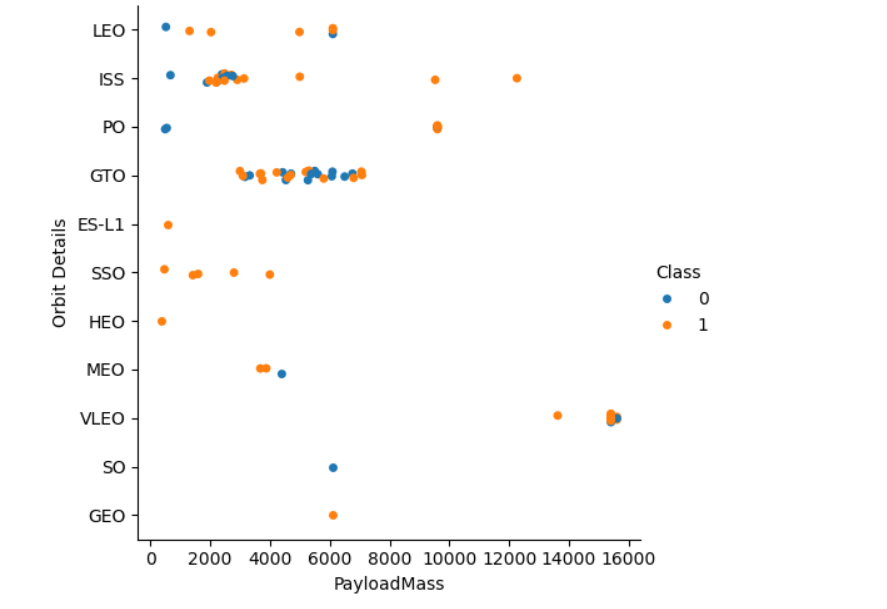 LEO
ISS
PO
GTO
ES-L1
SSO
HEO
MEO
VLEO
SO
GEO
Orbit Details
0 2000 4000 6000 8000 10000 12000 14000 16000
PayloadMass
Class
0
1